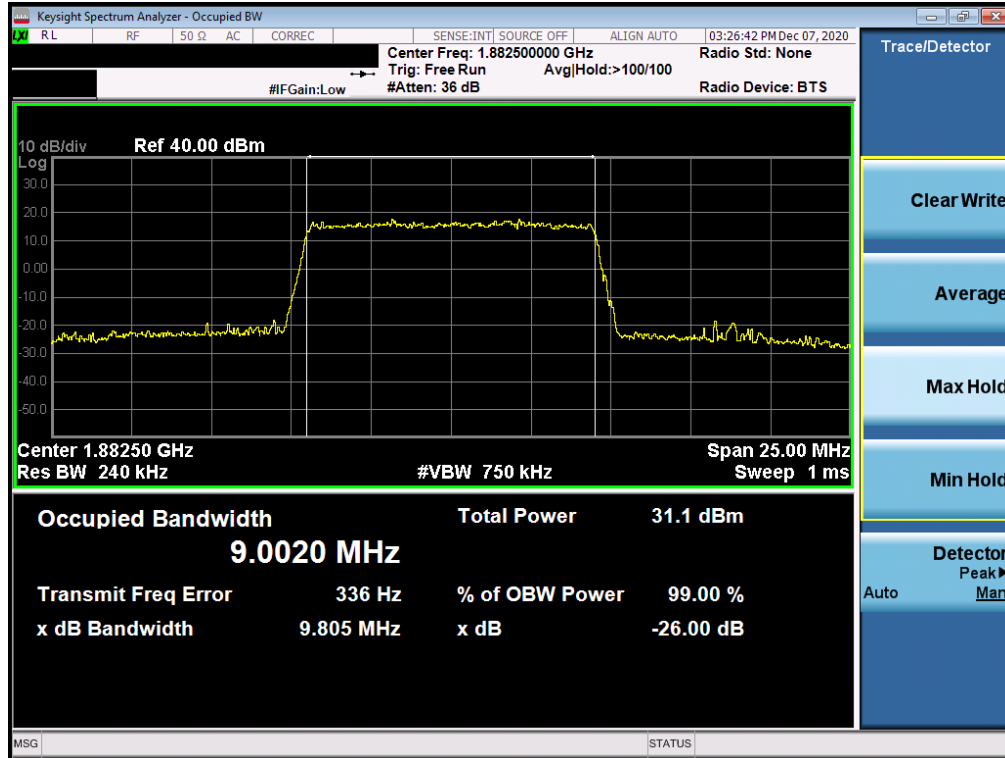 Keysight Spectrum Analyzer - Occupied BW
LXI RL RF 50 Ω AC CORREC SENSE:INT SOURCE OFF ALIGN AUTO 03:26:42 PM Dec 07, 2020
Center Freq: 1.882500000 GHz Radio Std: None
Trig: Free Run Avg|Hold:>100/100
#IFGain:Low #Atten: 36 dB Radio Device: BTS
10 dB/div Ref 40.00 dBm
Log
30.0
20.0
10.0
0.00
-10.0
-20.0
-30.0
-40.0
-50.0
Center 1.88250 GHz Span 25.00 MHz
Res BW 240 kHz #VBW 750 kHz Sweep 1 ms
Occupied Bandwidth Total Power 31.1 dBm
9.0020 MHz
Transmit Freq Error 336 Hz % of OBW Power 99.00 %
x dB Bandwidth 9.805 MHz x dB -26.00 dB
MSG STATUS
Trace/Detector
Clear Write
Average
Max Hold
Min Hold
Detector
Peak
Auto Man